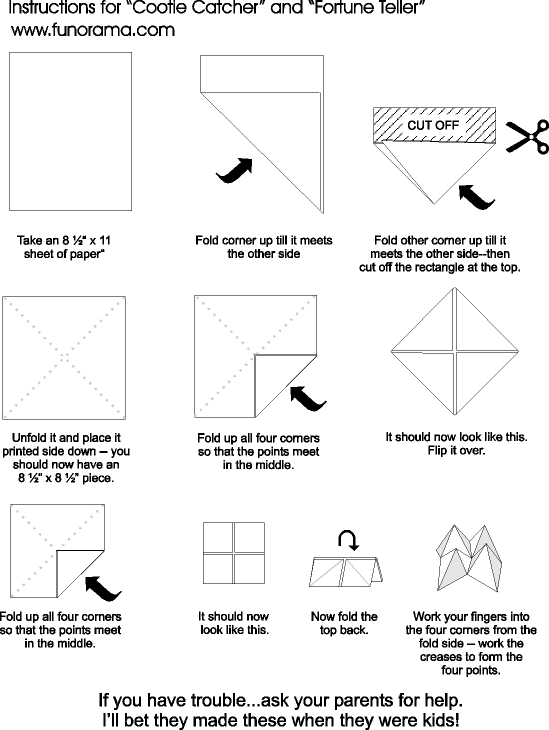 Instructions for “Cootie Catcher” and “Fortune Teller”
www.funorama.com
CUT OFF
Take an 8 ½“ x 11
sheet of paper“
Fold corner up till it meets
the other side
Fold other corner up till it
meets the other side--then
cut off the rectangle at the top.
Unfold it and place it
printed side down – you
should now have an
8 ½” x 8 ½” piece.
Fold up all four corners
so that the points meet
in the middle.
It should now look like this.
Flip it over.
Fold up all four corners
so that the points meet
in the middle.
It should now
look like this.
Now fold the
top back.
Work your fingers into
the four corners from the
fold side – work the
creases to form the
four points.
If you have trouble...ask your parents for help.
I’ll bet they made these when they were kids!